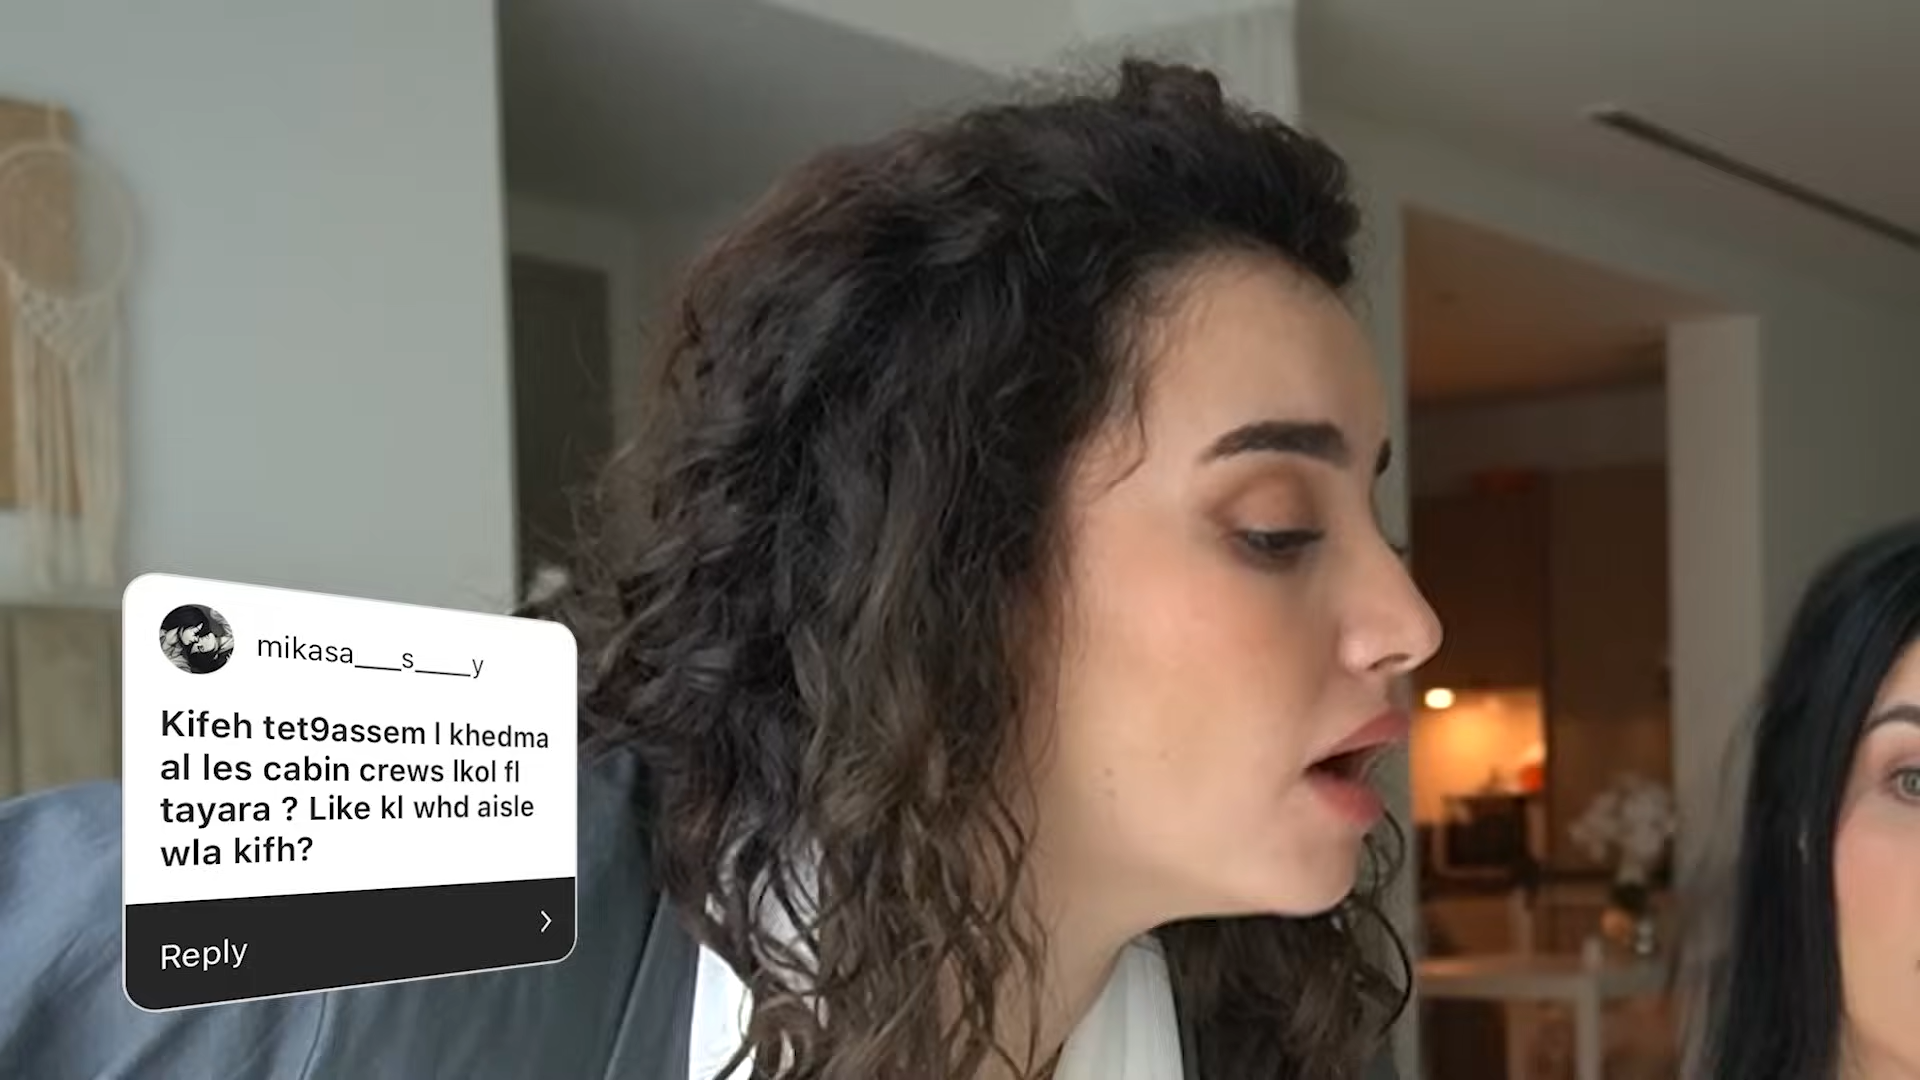 mikasa___s____y
Kifeh tet9assem l khedma
al les cabin crews lkol fl
tayara ? Like kl whd aisle
wla kifh?
Reply